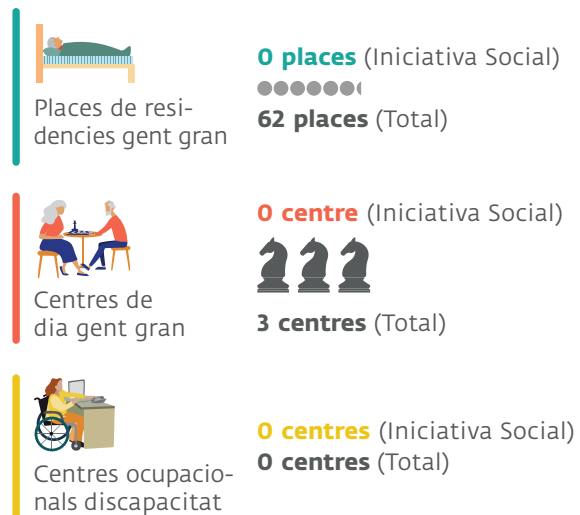 0 places (Iniciativa Social)
Places de resi-
dencies gent gran
62 places (Total)
0 centre (Iniciativa Social)
Centres de
dia gent gran
3 centres (Total)
0 centres (Iniciativa Social)
0 centres (Total)
Centres ocupacio-
nals discapacitat